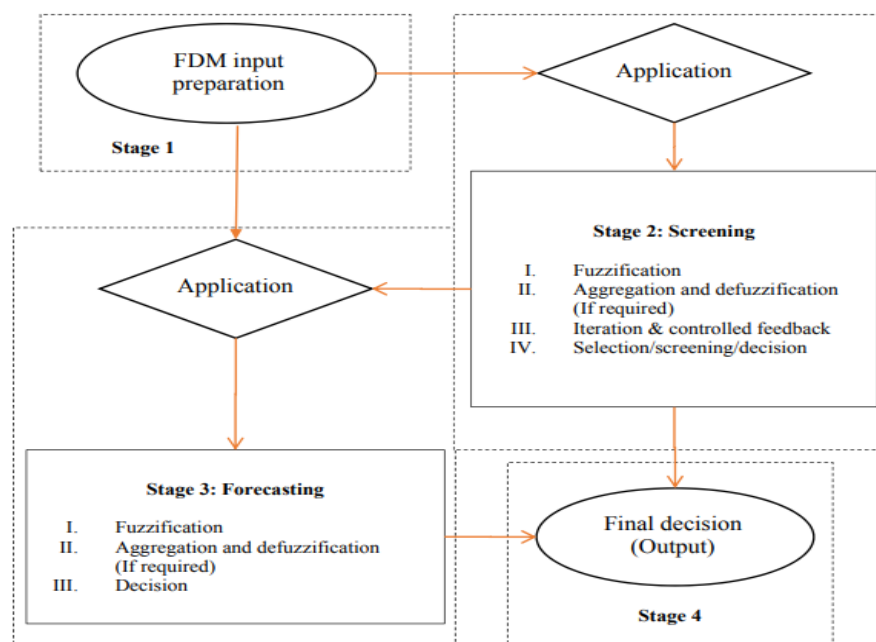 FDM input
preparation
Stage 1
Application
Stage 2: Screening
I. Fuzzification
II. Aggregation and defuzzification
(If required)
III. Iteration & controlled feedback
IV. Selection/screening/decision
Application
Stage 3: Forecasting
I. Fuzzification
II. Aggregation and defuzzification
(If required)
III. Decision
Final decision
(Output)
Stage 4